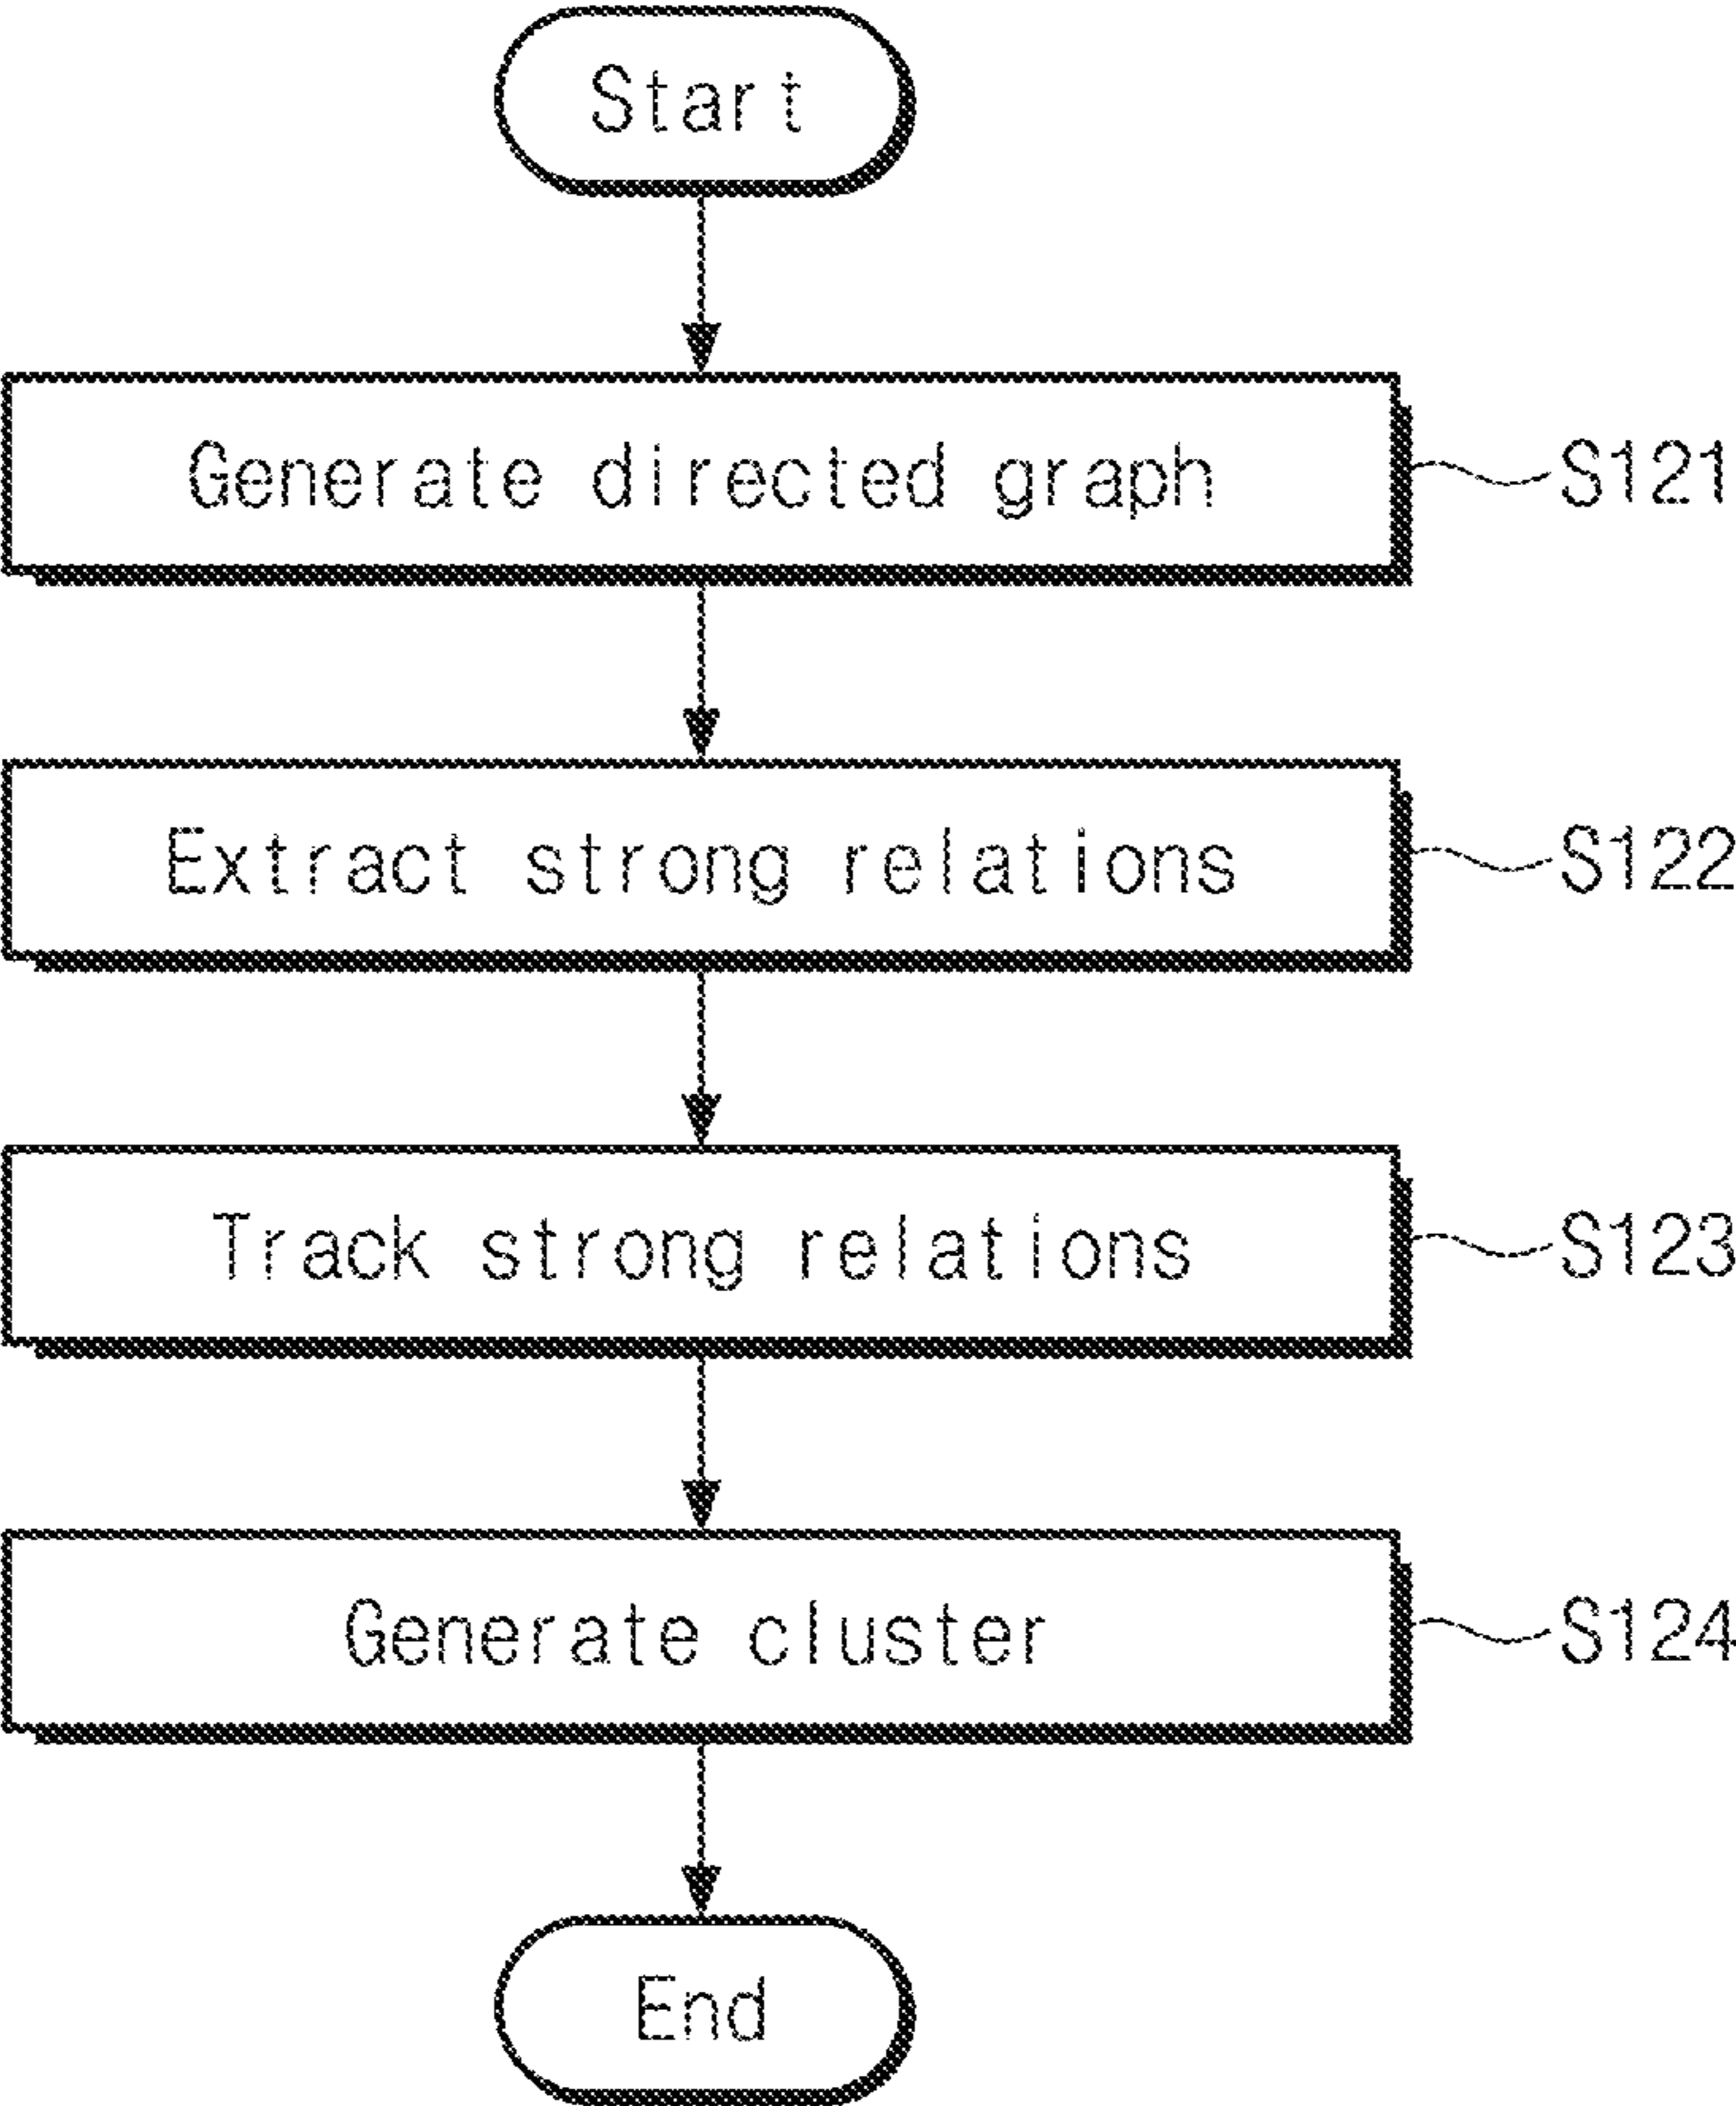 Start
Generate directed graph
S121
Extract strong relations
S122
Track strong relations
S123
Generate cluster
S124
End